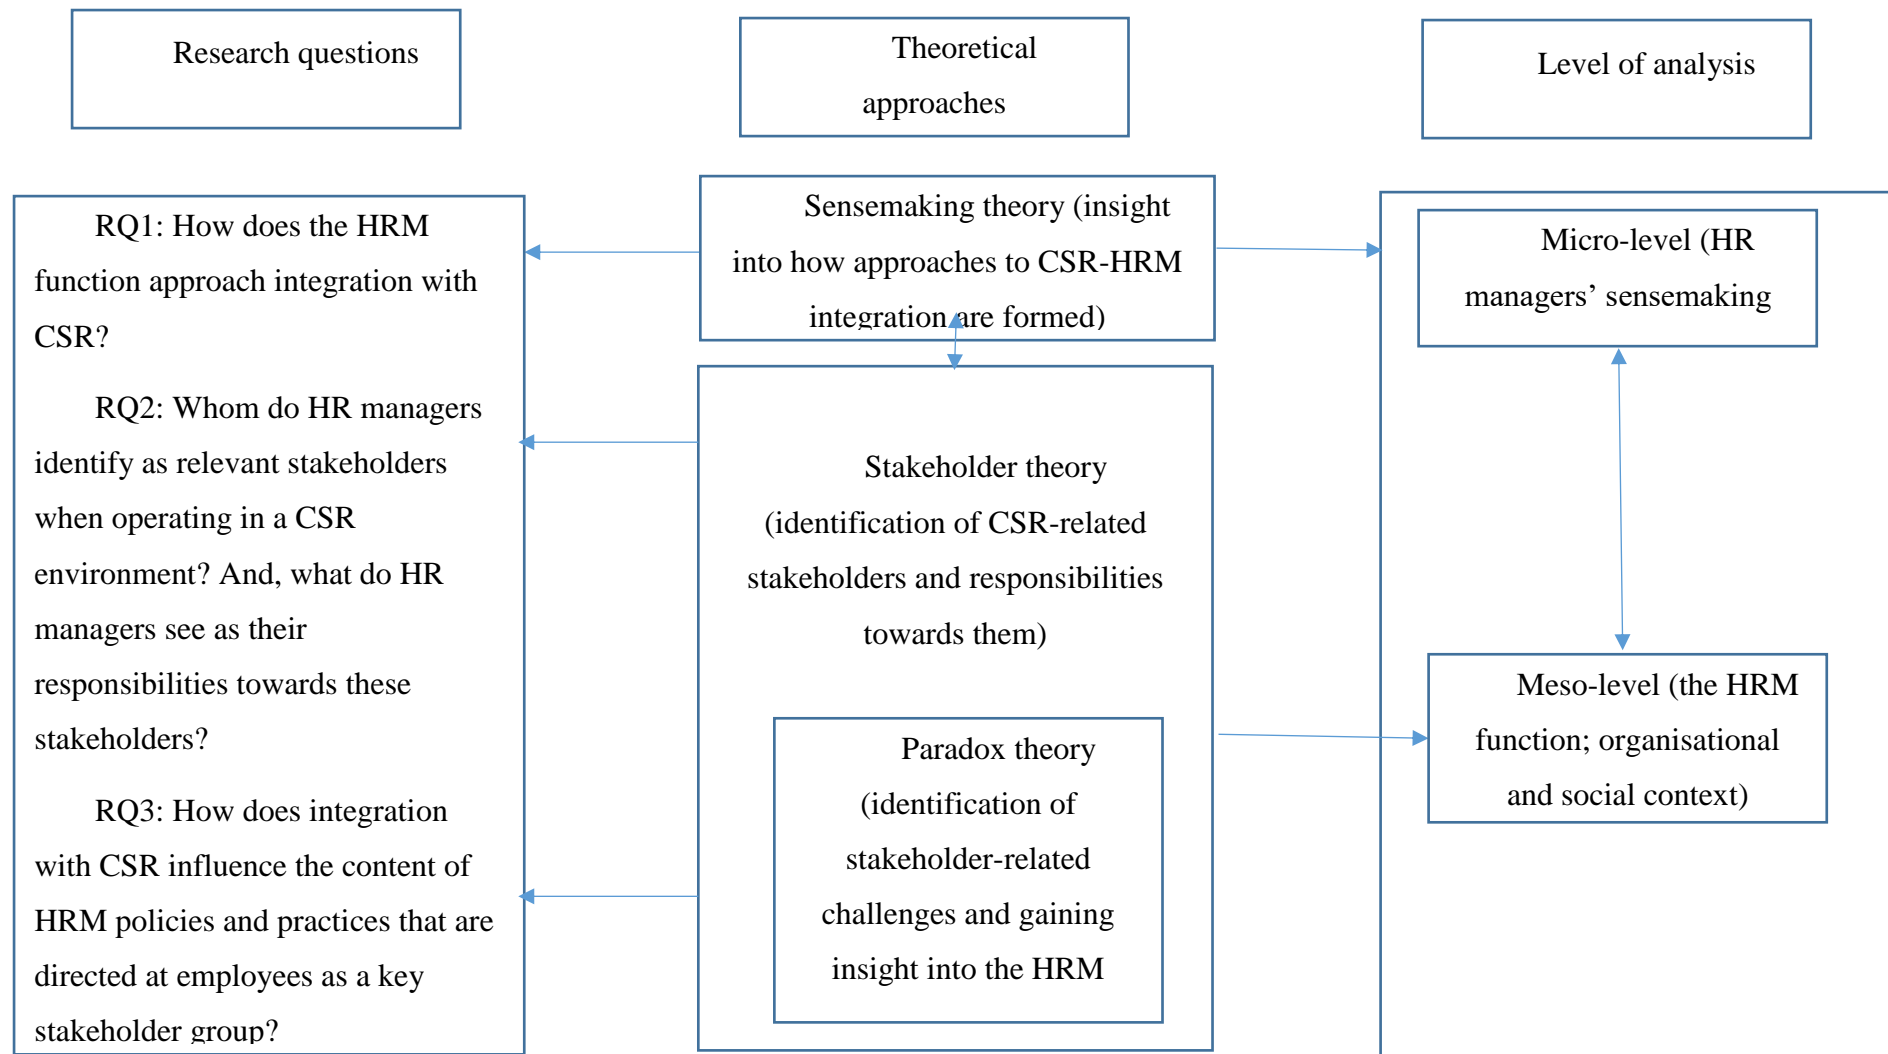 Research questions
Theoretical
approaches
Level of analysis
RQ1: How does the HRM
function approach integration with
CSR?
RQ2: Whom do HR managers
identify as relevant stakeholders
when operating in a CSR
environment? And, what do HR
managers see as their
responsibilities towards these
stakeholders?
RQ3: How does integration
with CSR influence the content of
HRM policies and practices that are
directed at employees as a key
stakeholder group?
Sensemaking theory (insight
into how approaches to CSR-HRM
integration are formed)
Stakeholder theory
(identification of CSR-related
stakeholders and responsibilities
towards them)
Paradox theory
(identification of
stakeholder-related
challenges and gaining
insight into the HRM
Micro-level (HR
managers’ sensemaking
Meso-level (the HRM
function; organisational
and social context)